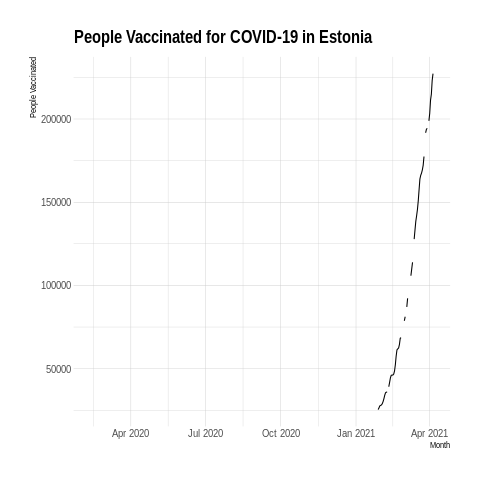 People Vaccinated for COVID-19 in Estonia
People Vaccinated
200000
150000
100000
50000
Apr 2020 Jul 2020 Oct 2020 Jan 2021 Apr 2021
Month